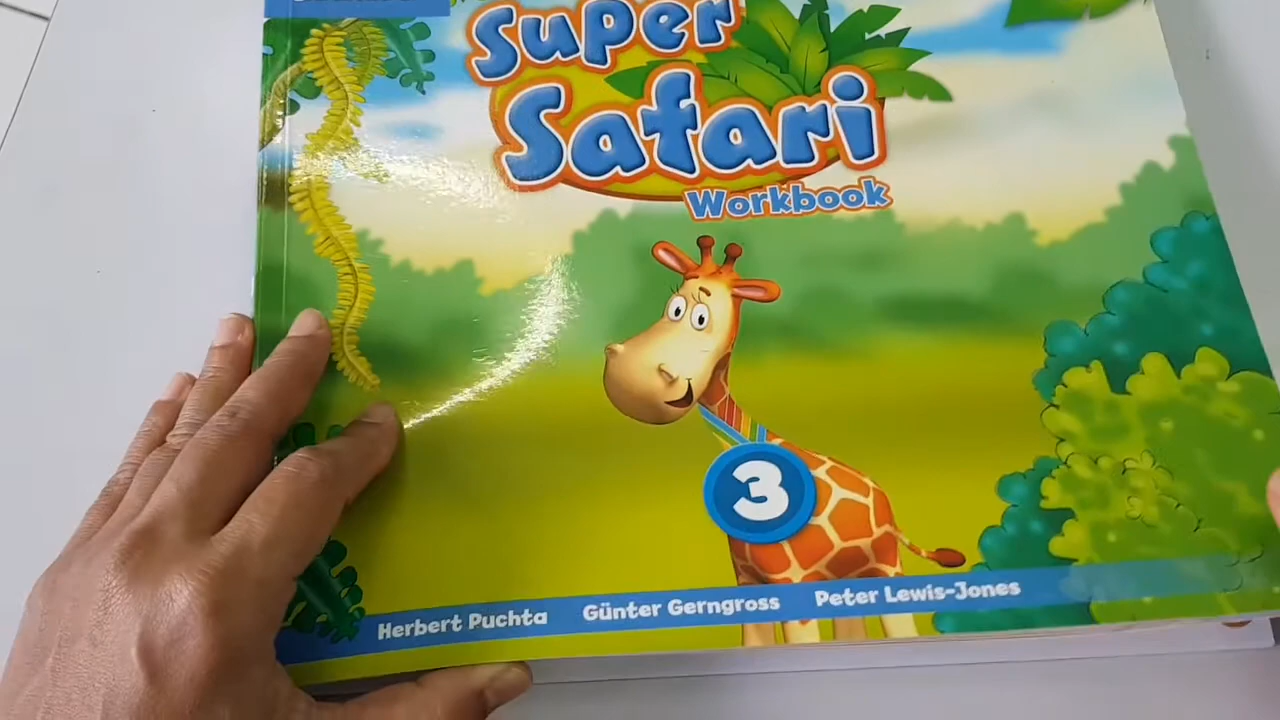 Super
Safari
Workbook
3
Herbert Puchta Günter Gerngross Peter Lewis-Jones